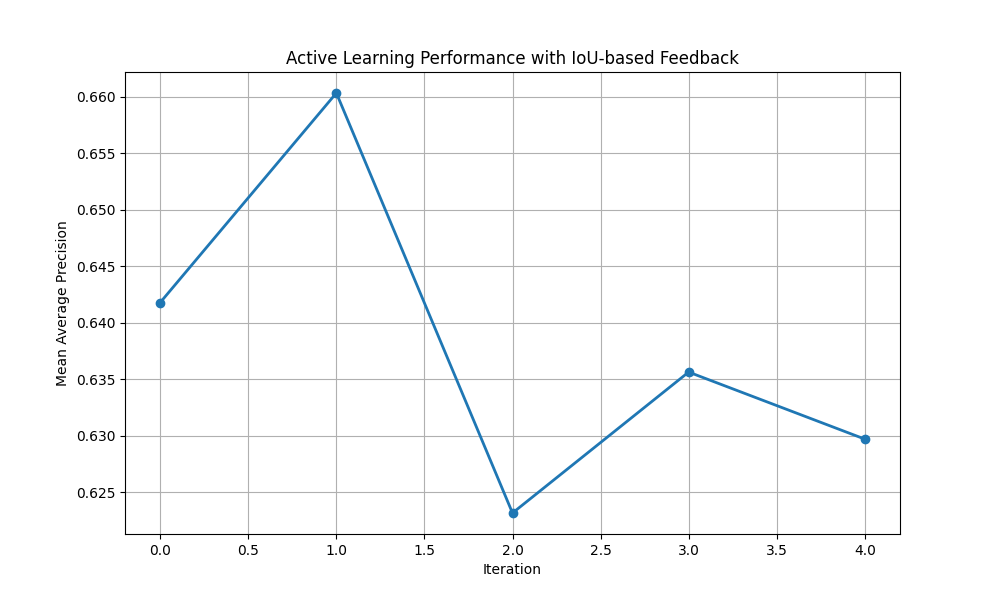 Active Learning Performance with IoU-based Feedback
0.660
0.655
0.650
0.645
0.640
0.635
0.630
0.625
Mean Average Precision
0.0 0.5 1.0 1.5 2.0 2.5 3.0 3.5 4.0
Iteration